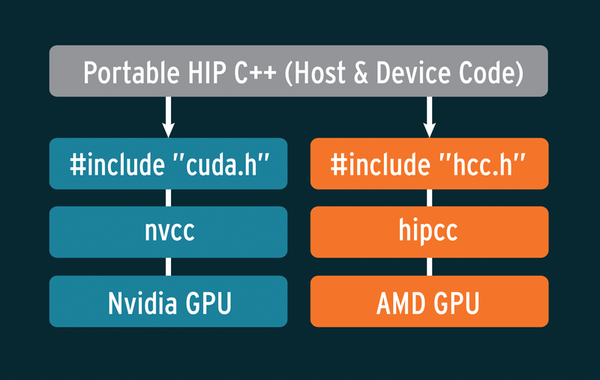 Portable HIP C++ (Host & Device Code)
#include "cuda.h"
#include "hcc.h"
nvcc
hipcc
Nvidia GPU
AMD GPU